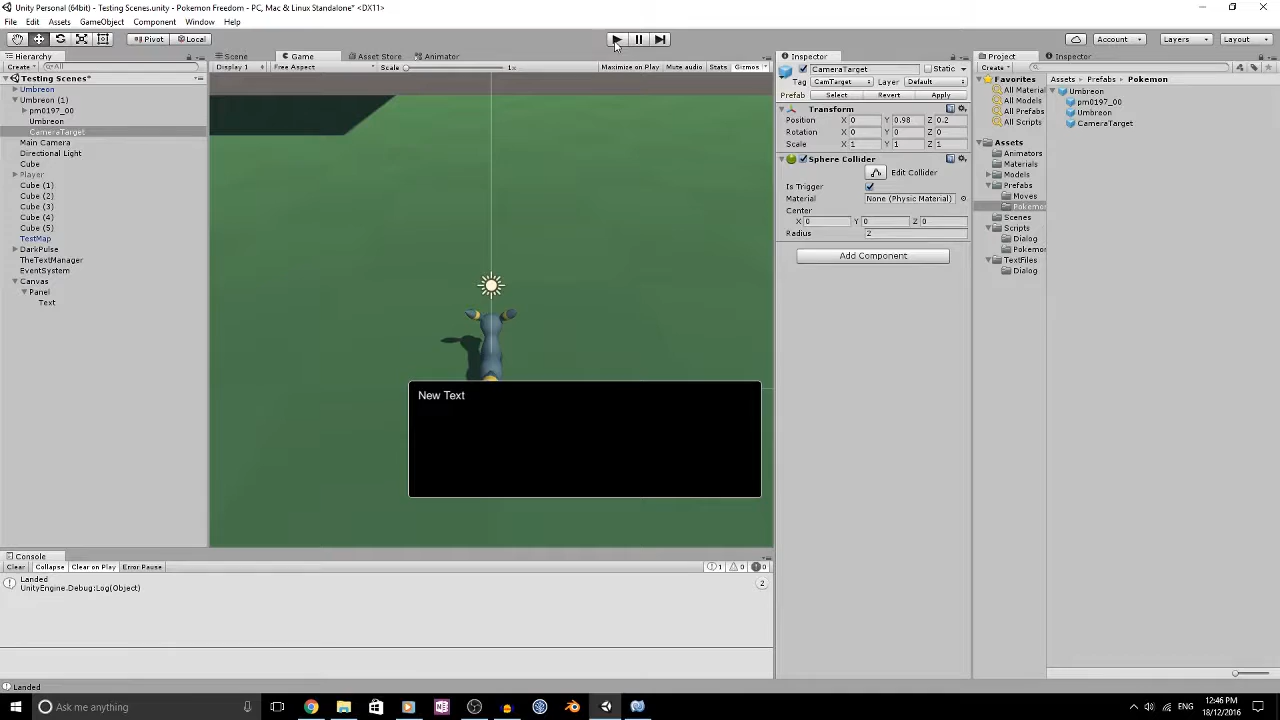 Unity Personal (64bit) - Testing Scenes.unity - Pokemon Freedom - PC, Mac & Linux Standalone* <DX11>
File Edit Assets GameObject Component Window Help
Pivot Local Account Layers Layout
Hierarchy Scene Game Asset Store Animator Inspector Project Inspector
Create All Display 1 Free Aspect Scale 1x Maximize on Play Mute audio Stats Gizmos
CameraTarget Static
Tag CamTarget Layer Default
Prefab Select Revert Apply
Testing Scenes*
Umbreon
Umbreon (1)
pm0197_00
Umbreon
CameraTarget
Main Camera
Directional Light
Cube
Player
Cube (1)
Cube (2)
Cube (3)
Cube (4)
Cube (5)
TestMap
DarkPulse
TheTextManager
EventSystem
Canvas
Panel
Text
New Text
Transform
Position X 0 Y 0.98 Z 0.2
Rotation X 0 Y 0 Z 0
Scale X 1 Y 1 Z 1
Sphere Collider
Edit Collider
Is Trigger
Material None (Physic Material)
Center
X 0 Y 0 Z 0
Radius 2
Add Component
Create
Favorites
All Material
All Models
All Prefabs
All Scripts
Assets
Animators
Materials
Models
Prefabs
Moves
Pokemon
Scenes
Scripts
Dialog
Pokemon
TextFiles
Dialog
Assets Prefabs Pokemon
Umbreon
pm0197_00
Umbreon
CameraTarget
Console
Clear Collapse Clear on Play Error Pause 1 0 0
Landed
UnityEngine.Debug:Log(Object)
2
Landed
Ask me anything
ENG
12:46 PM
18/12/2016